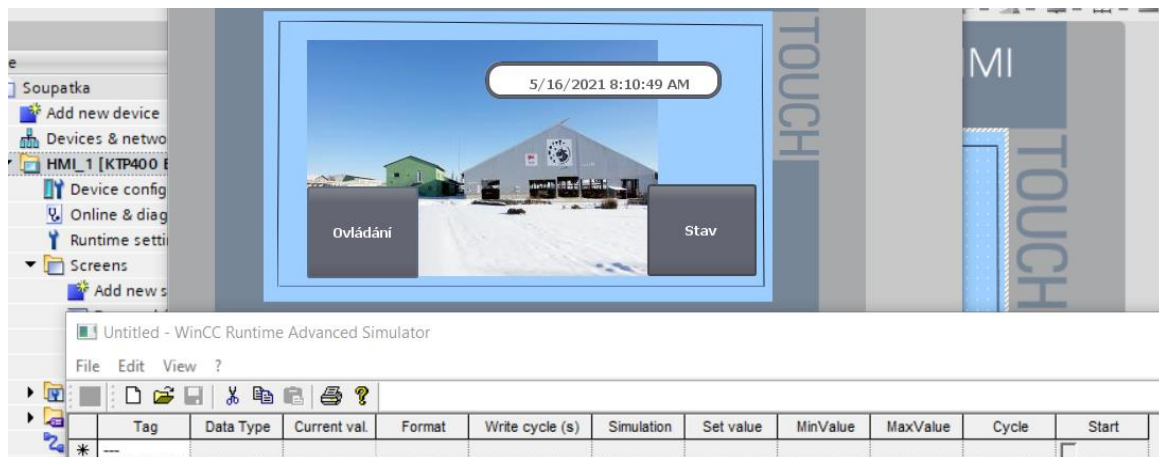 TOUCH
MI
TOUCH
5/16/2021 8:10:49 AM
Ovládání
Stav
e
Soupatka
Add new device
Devices & netwo
HMI_1 [KTP400 B
Device config
Online & diag
Runtime setti
Screens
Add new s
Untitled - WinCC Runtime Advanced Simulator
File Edit View ?
Tag Data Type Current val. Format Write cycle (s) Simulation Set value MinValue MaxValue Cycle Start
* ---